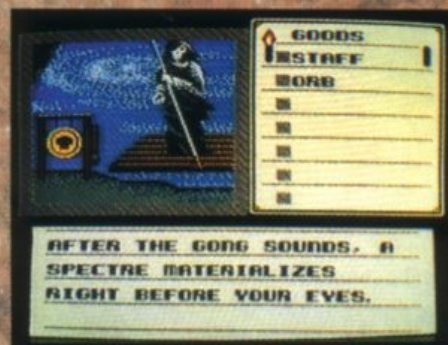 GOODS
STAFF
ORB
AFTER THE GONG SOUNDS, A
SPECTRE MATERIALIZES
RIGHT BEFORE YOUR EYES.